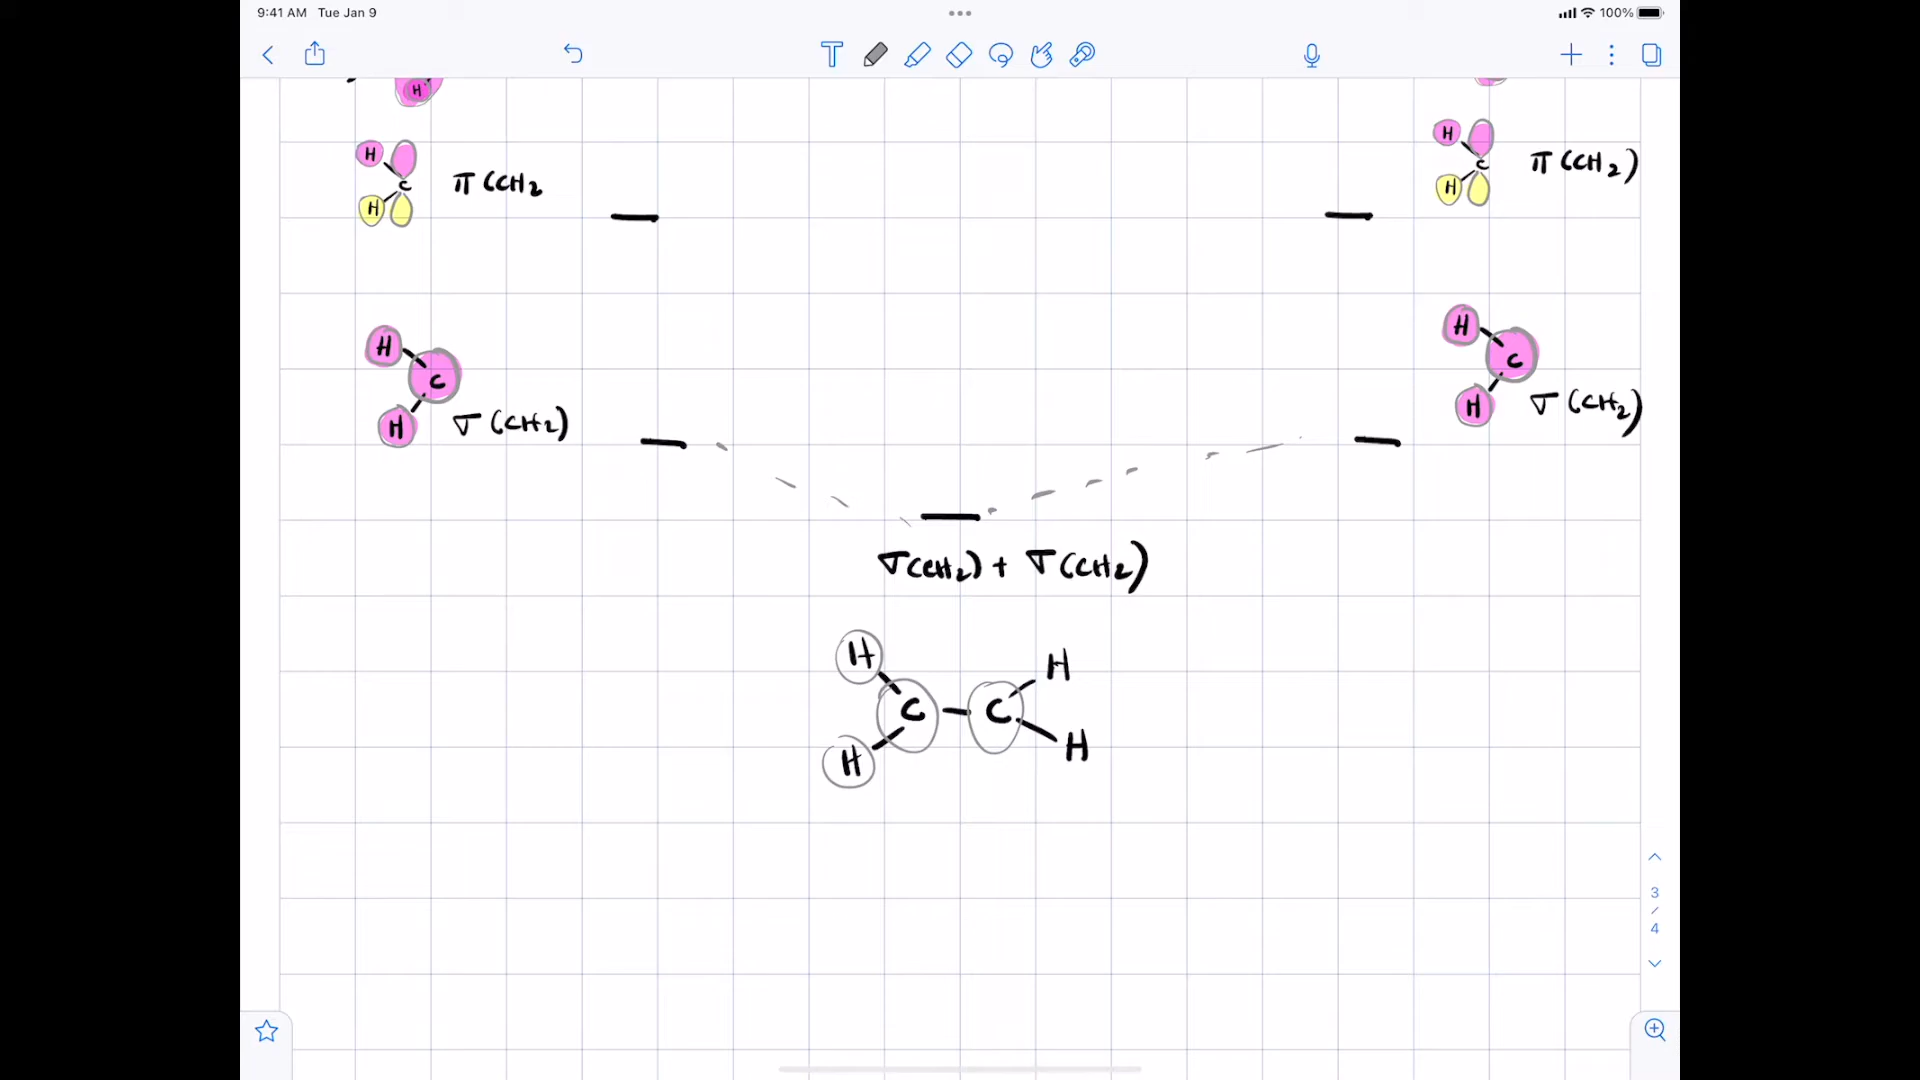 9:41 AM Tue Jan 9
100%
H
H C π (CH2
H
H C π (CH2)
H
H
C
H σ (CH2)
H
C
H σ (CH2)
σ(CH2) + σ(CH2)
H H
C - C
H H
3
/
4